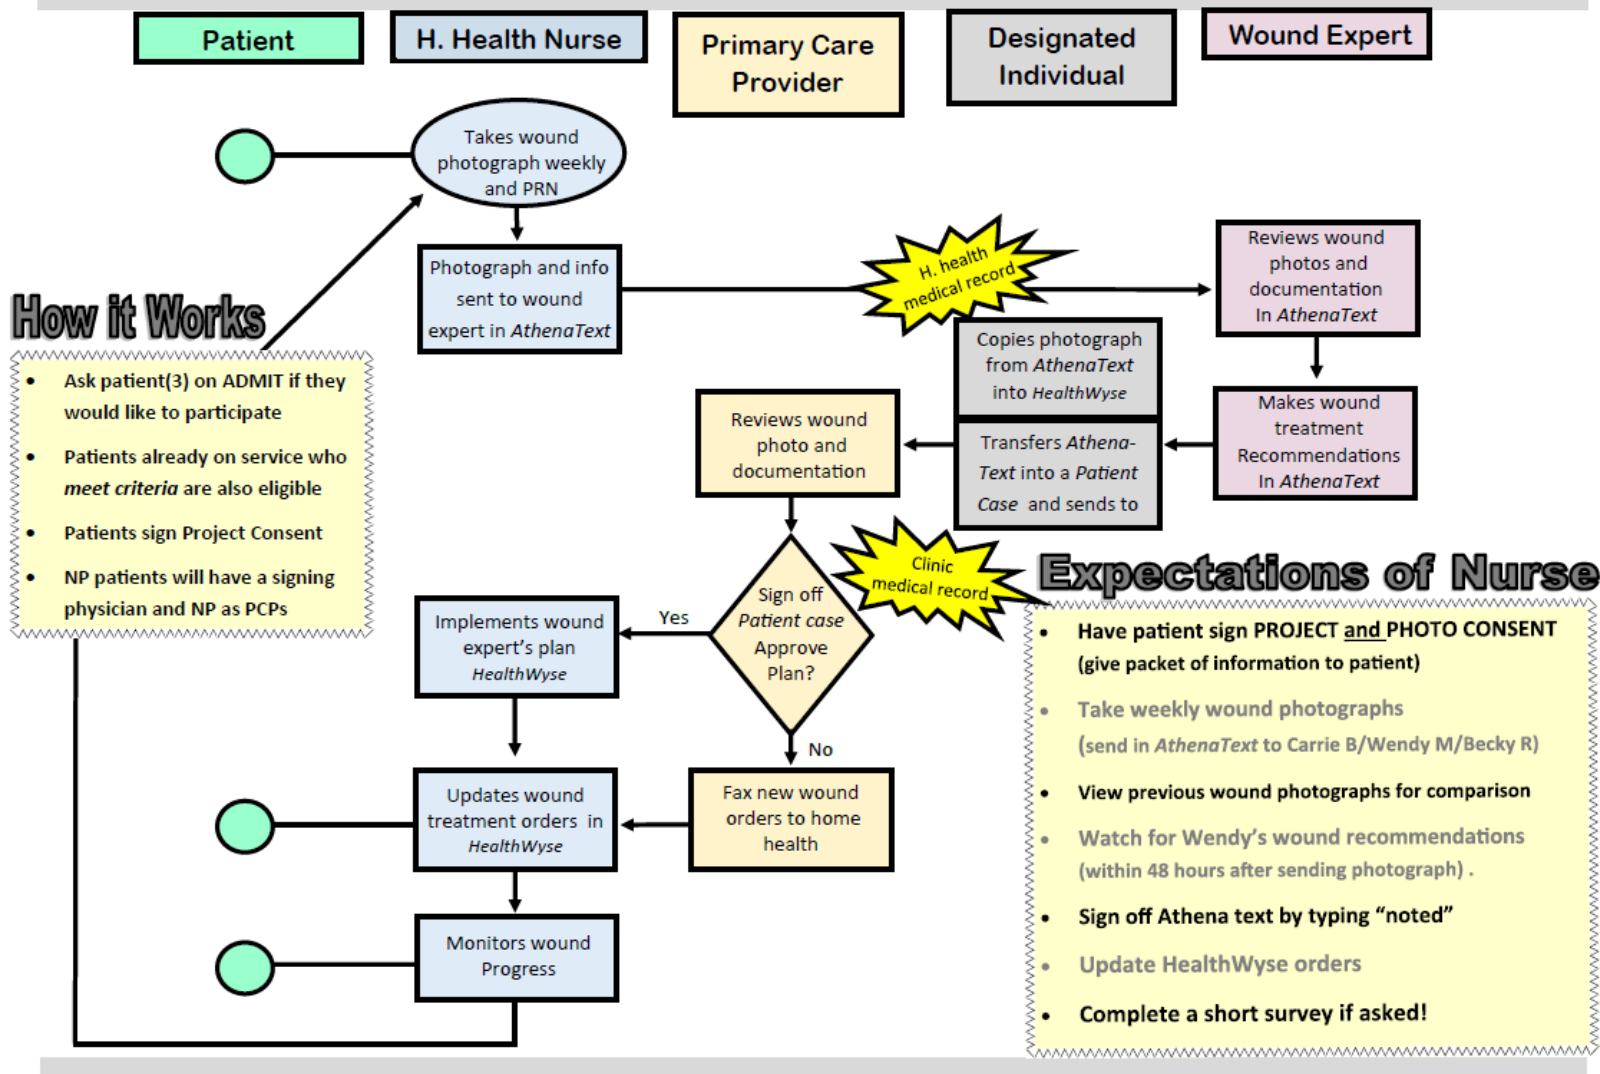 Patient
H. Health Nurse
Primary Care
Provider
Designated
Individual
Wound Expert
Takes wound
photograph weekly
and PRN
Photograph and info
sent to wound
expert in AthenaText
H. health
medical record
Reviews wound
photos and
documentation
In AthenaText
How it Works
• Ask patient(3) on ADMIT if they
would like to participate
• Patients already on service who
meet criteria are also eligible
• Patients sign Project Consent
• NP patients will have a signing
physician and NP as PCPs
Copies photograph
from AthenaText
into HealthWyse
Transfers Athena-
Text into a Patient
Case and sends to
Makes wound
treatment
Recommendations
In AthenaText
Reviews wound
photo and
documentation
Clinic
medical record
Sign off
Patient case
Approve
Plan?
Yes
No
Implements wound
expert's plan
HealthWyse
Updates wound
treatment orders in
HealthWyse
Fax new wound
orders to home
health
Monitors wound
Progress
Expectations of Nurse
• Have patient sign PROJECT and PHOTO CONSENT
(give packet of information to patient)
• Take weekly wound photographs
(send in AthenaText to Carrie B/Wendy M/Becky R)
• View previous wound photographs for comparison
• Watch for Wendy's wound recommendations
(within 48 hours after sending photograph) .
• Sign off Athena text by typing “noted”
• Update HealthWyse orders
• Complete a short survey if asked!